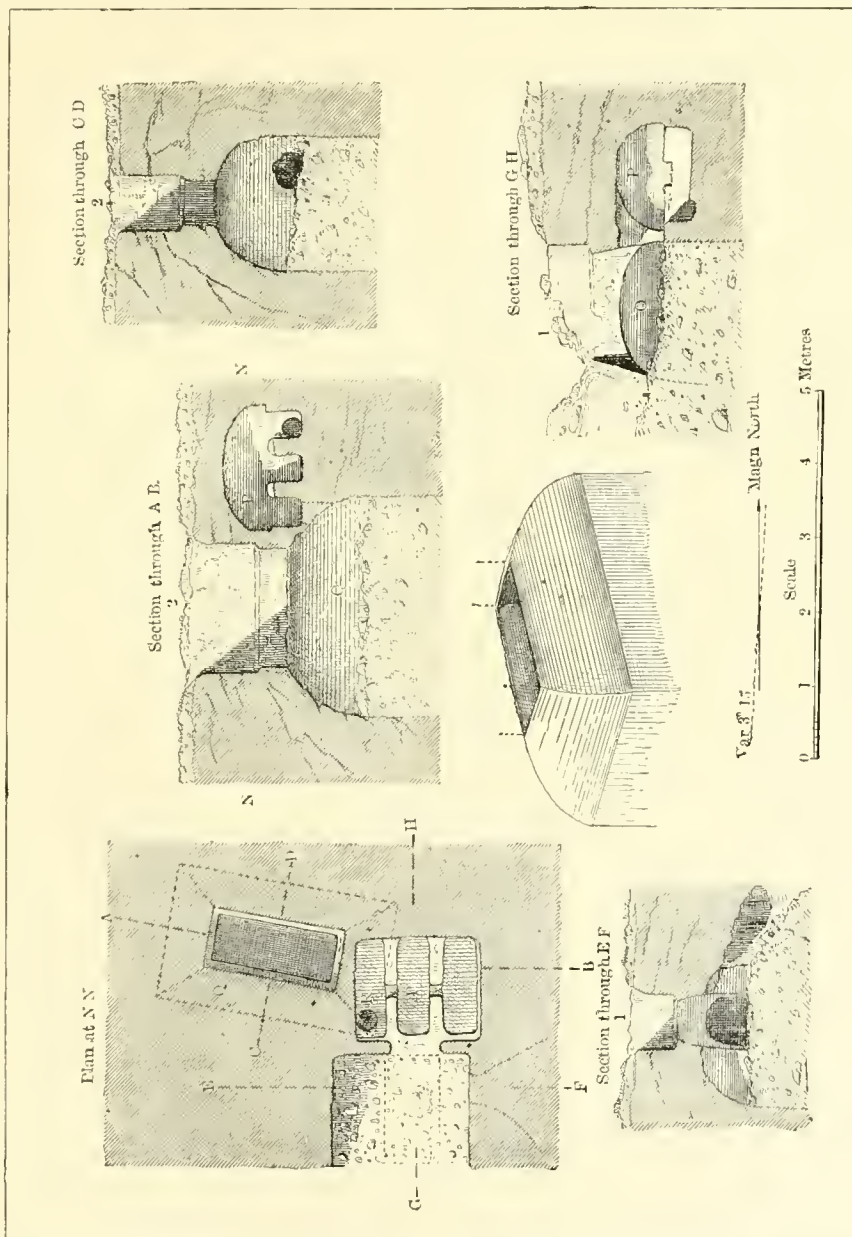 Plan at N N
A
C
D
E
F
G
H
B
Section through A B.
2
N
N
P
Section through C D
2
Section through E F
1
Section through G H
1
P
O
Magn North
Scale
0 1 2 3 4 5 Metres